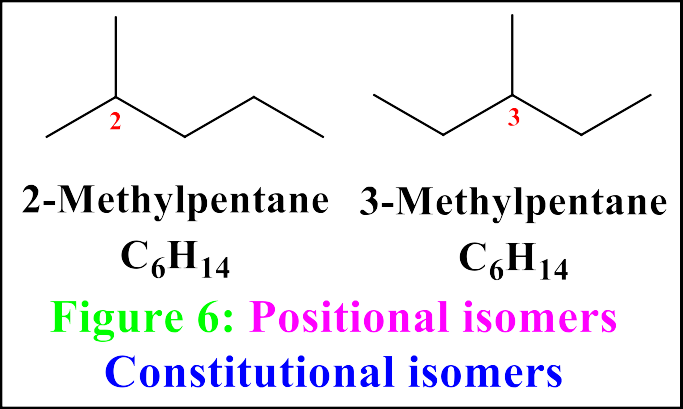 2 3
2-Methylpentane 3-Methylpentane
C₆H₁₄ C₆H₁₄
Figure 6: Positional isomers
Constitutional isomers